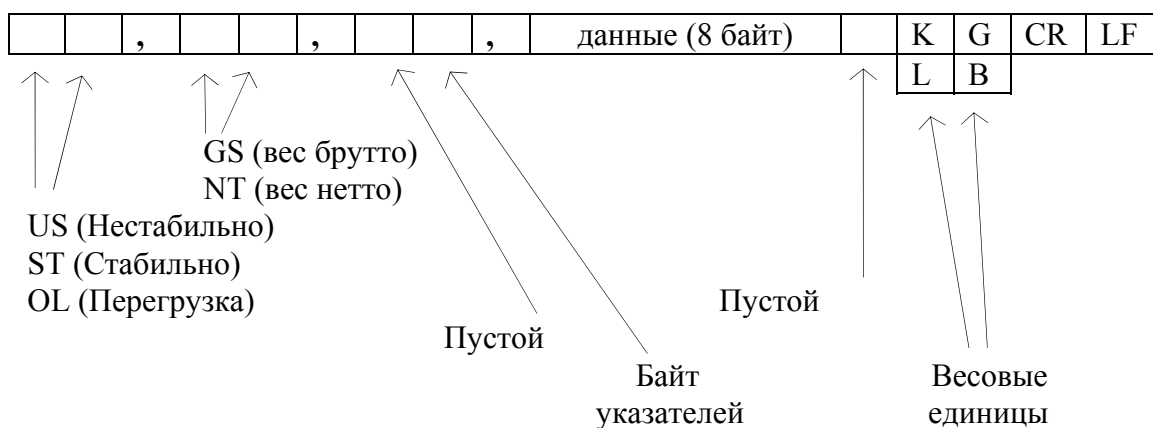 , , , данные (8 байт) K G CR LF
L B
GS (вес брутто)
NT (вес нетто)
US (Нестабильно)
ST (Стабильно)
OL (Перегрузка)
Пустой
Пустой
Байт
указателей
Весовые
единицы